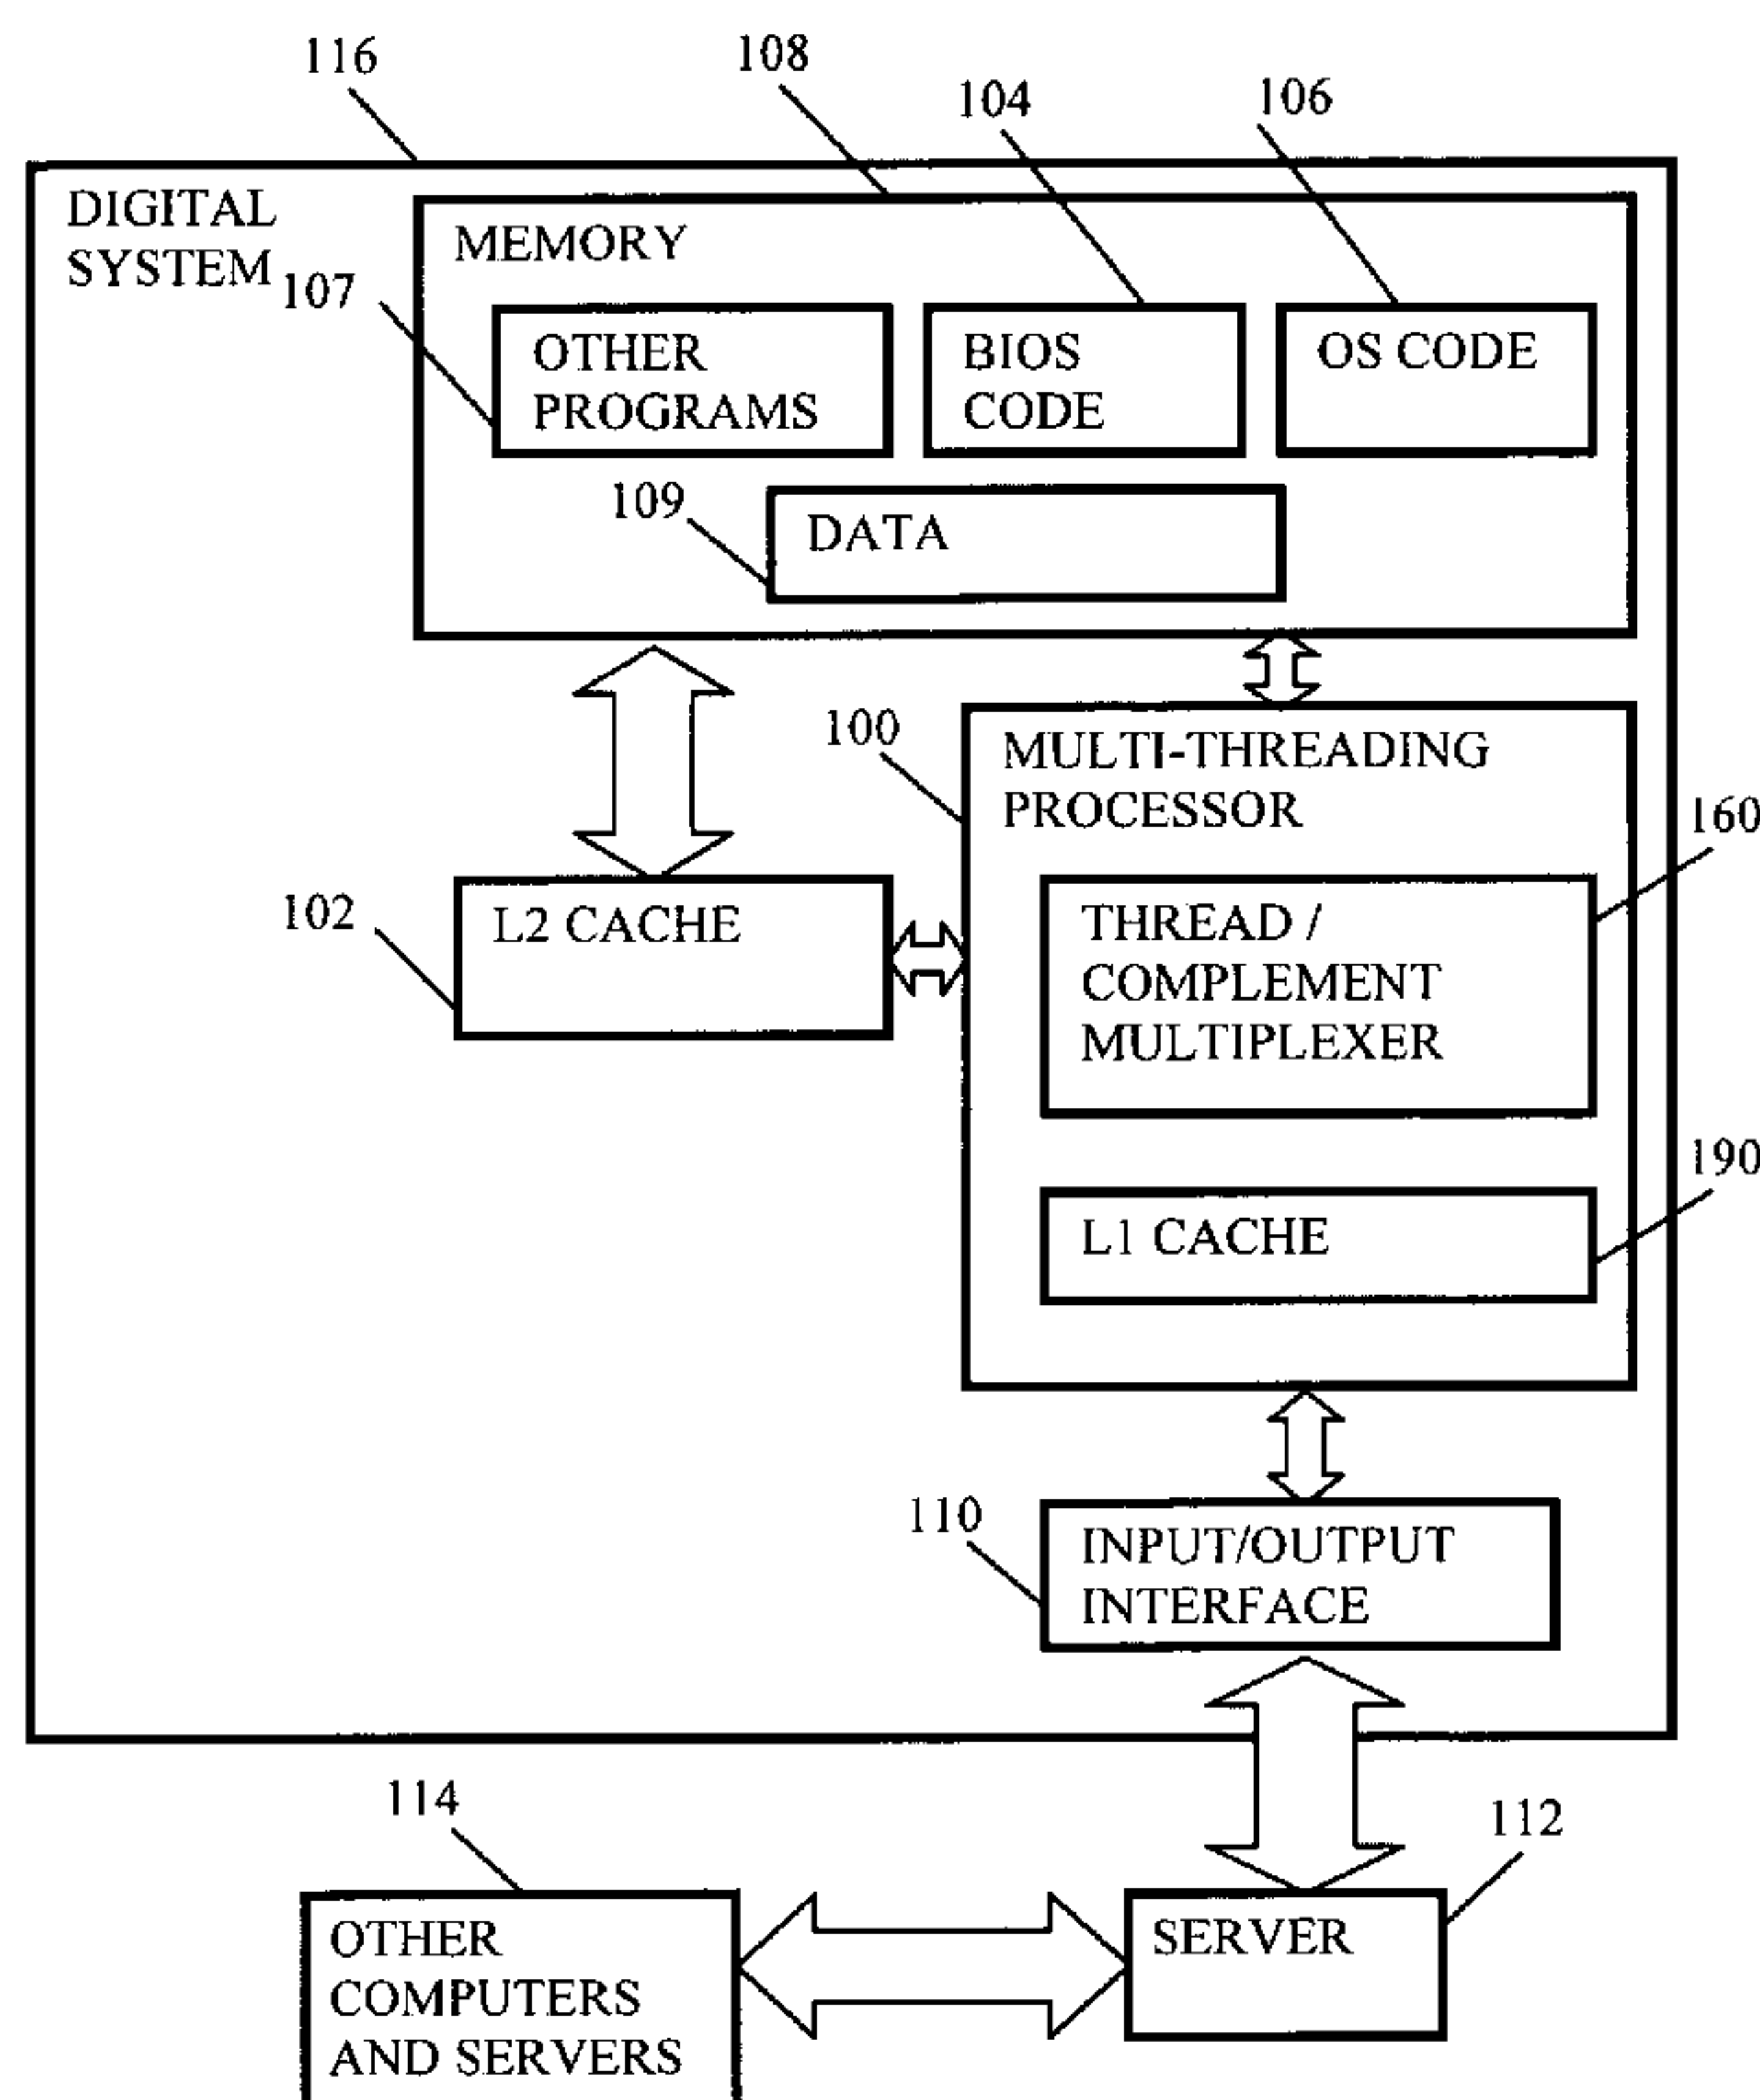 116
108
104
106
DIGITAL
SYSTEM
MEMORY
107
OTHER
PROGRAMS
BIOS
CODE
OS CODE
109
DATA
100
MULTI-THREADING
PROCESSOR
160
102
L2 CACHE
THREAD /
COMPLEMENT
MULTIPLEXER
190
L1 CACHE
110
INPUT/OUTPUT
INTERFACE
114
112
OTHER
COMPUTERS
AND SERVERS
SERVER